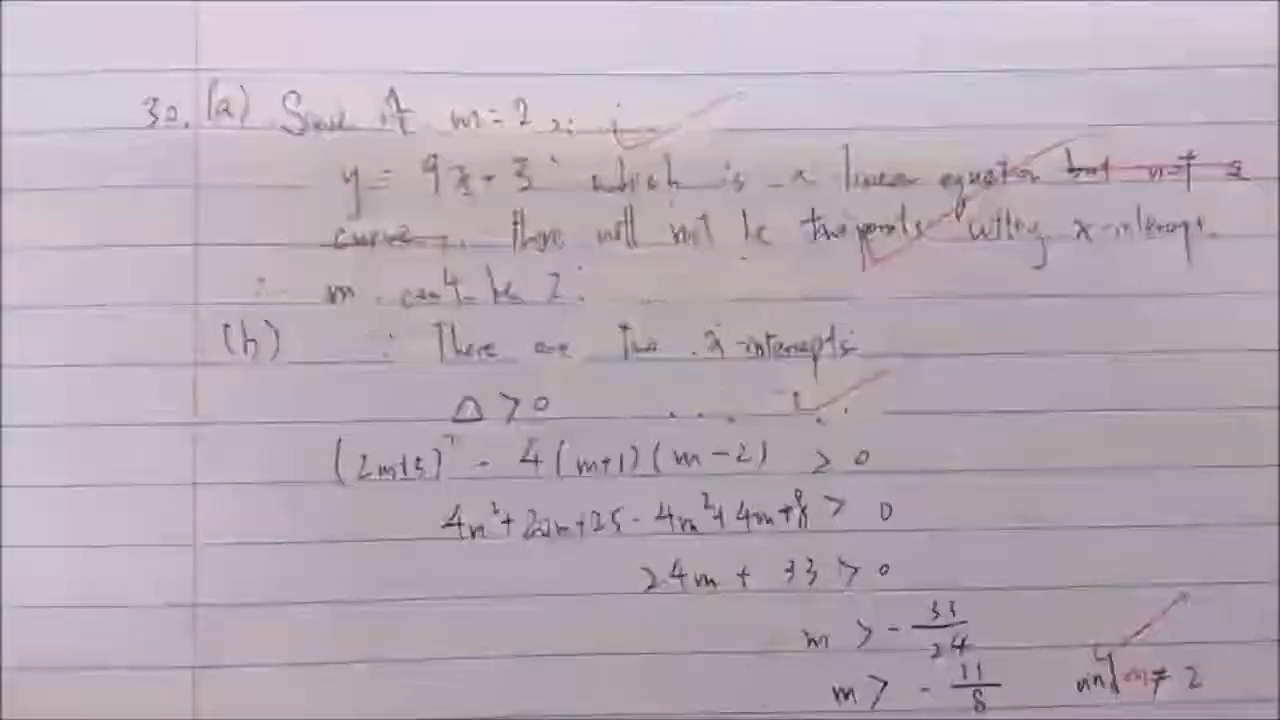 30. (a) Since if m = 2,
y = 9x + 3 which is a linear equation but not a
curve, there will not be two points cutting x-intercept.
∴ m can't be 2.
(b) ∵ There are two x-intercepts
Δ > 0
(2m+5)² - 4(m+1)(m-2) > 0
4m² + 20m + 25 - 4m² + 4m + 8 > 0
24m + 33 > 0
m > - 33/24
m > - 11/8 and m ≠ 2